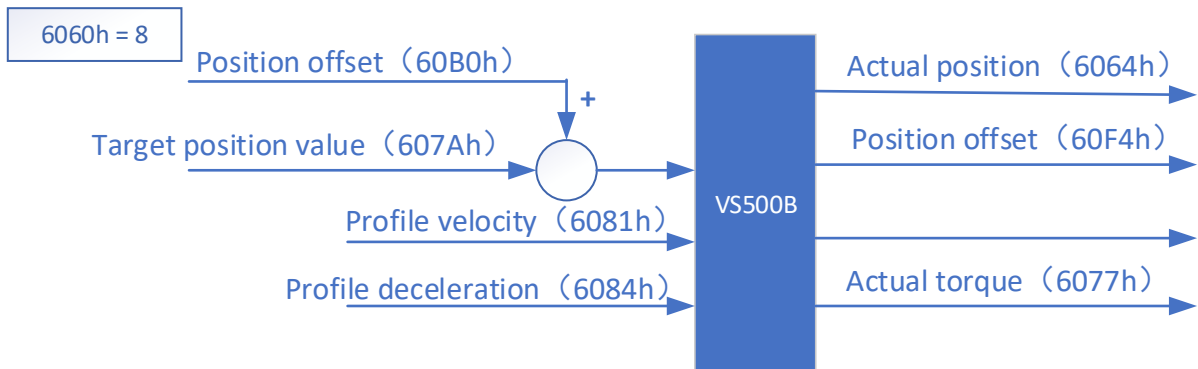 6060h = 8
Position offset（60B0h）
+
Target position value（607Ah）
Profile velocity（6081h）
Profile deceleration（6084h）
VS500B
Actual position（6064h）
Position offset（60F4h）
Actual torque（6077h）